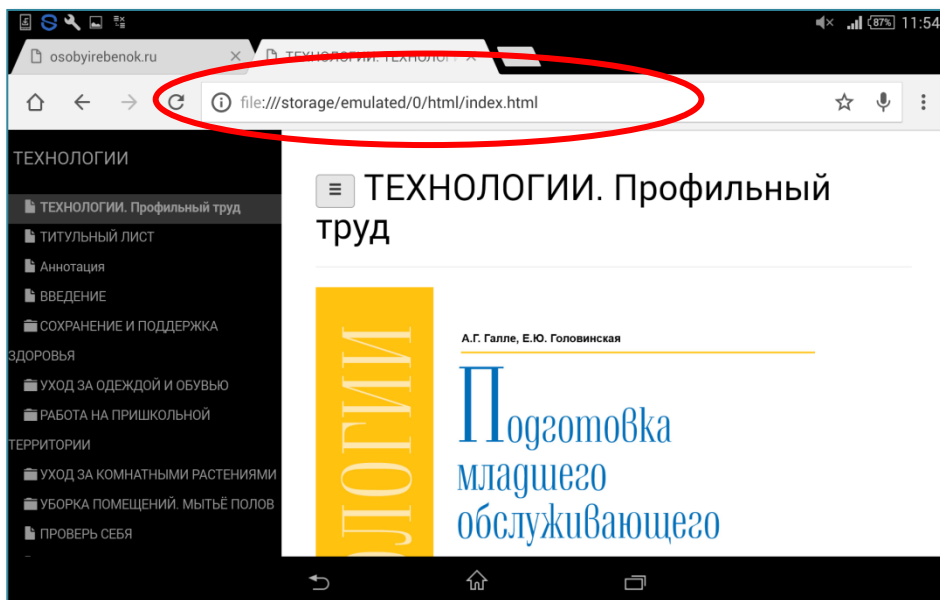 87% 11:54
osobyirebenok.ru
ТЕХНОЛОГИИ. ТЕХНОЛОГ
file:///storage/emulated/0/html/index.html
ТЕХНОЛОГИИ
ТЕХНОЛОГИИ. Профильный труд
ТИТУЛЬНЫЙ ЛИСТ
Аннотация
ВВЕДЕНИЕ
СОХРАНЕНИЕ И ПОДДЕРЖКА
ЗДОРОВЬЯ
УХОД ЗА ОДЕЖДОЙ И ОБУВЬЮ
РАБОТА НА ПРИШКОЛЬНОЙ
ТЕРРИТОРИИ
УХОД ЗА КОМНАТНЫМИ РАСТЕНИЯМИ
УБОРКА ПОМЕЩЕНИЙ. МЫТЬЁ ПОЛОВ
ПРОВЕРЬ СЕБЯ
ТЕХНОЛОГИИ. Профильный
труд
ОЛОГИИ
А.Г. Галле, Е.Ю. Головинская
Подготовка
младшего
обслуживающего